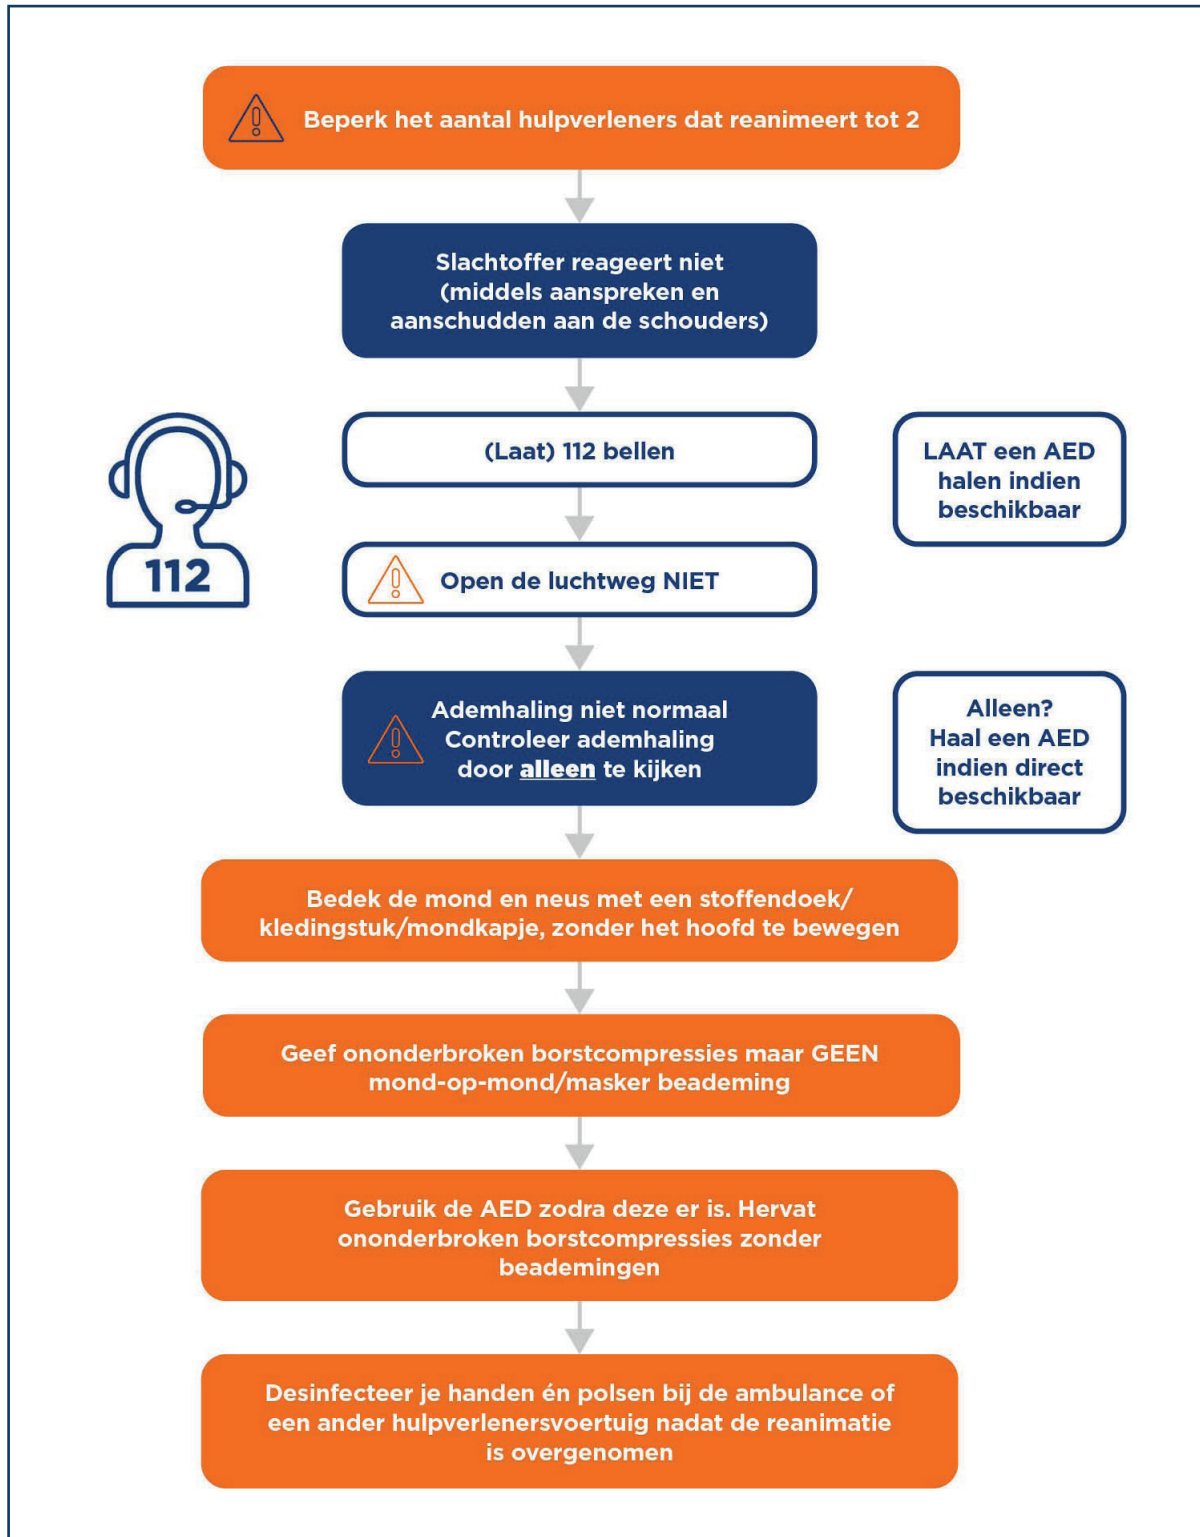 Beperk het aantal hulpverleners dat reanimeert tot 2
Slachtoffer reageert niet
(middels aanspreken en
aanschudden aan de schouders)
(Laat) 112 bellen
LAAT een AED
halen indien
beschikbaar
112
Open de luchtweg NIET
Ademhaling niet normaal
Controleer ademhaling
door alleen te kijken
Alleen?
Haal een AED
indien direct
beschikbaar
Bedek de mond en neus met een stoffendoek/
kledingstuk/mondkapje, zonder het hoofd te bewegen
Geef ononderbroken borstcompressies maar GEEN
mond-op-mond/masker beademing
Gebruik de AED zodra deze er is. Hervat
ononderbroken borstcompressies zonder
beademingen
Desinfecteer je handen én polsen bij de ambulance of
een ander hulpverlenersvoertuig nadat de reanimatie
is overgenomen